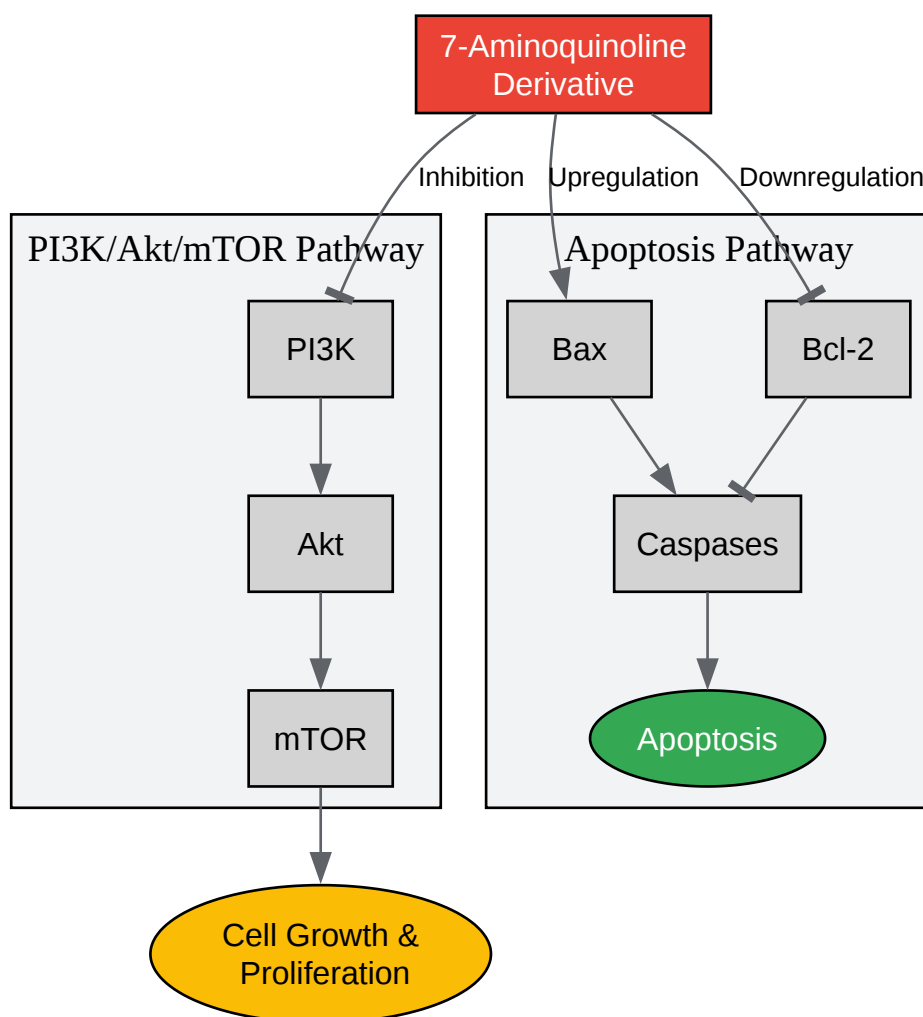 7-Aminoquinoline
Derivative
Inhibition
Upregulation
Downregulation
PI3K/Akt/mTOR Pathway
Apoptosis Pathway
PI3K
Bax
Bcl-2
Akt
Caspases
mTOR
Apoptosis
Cell Growth &
Proliferation